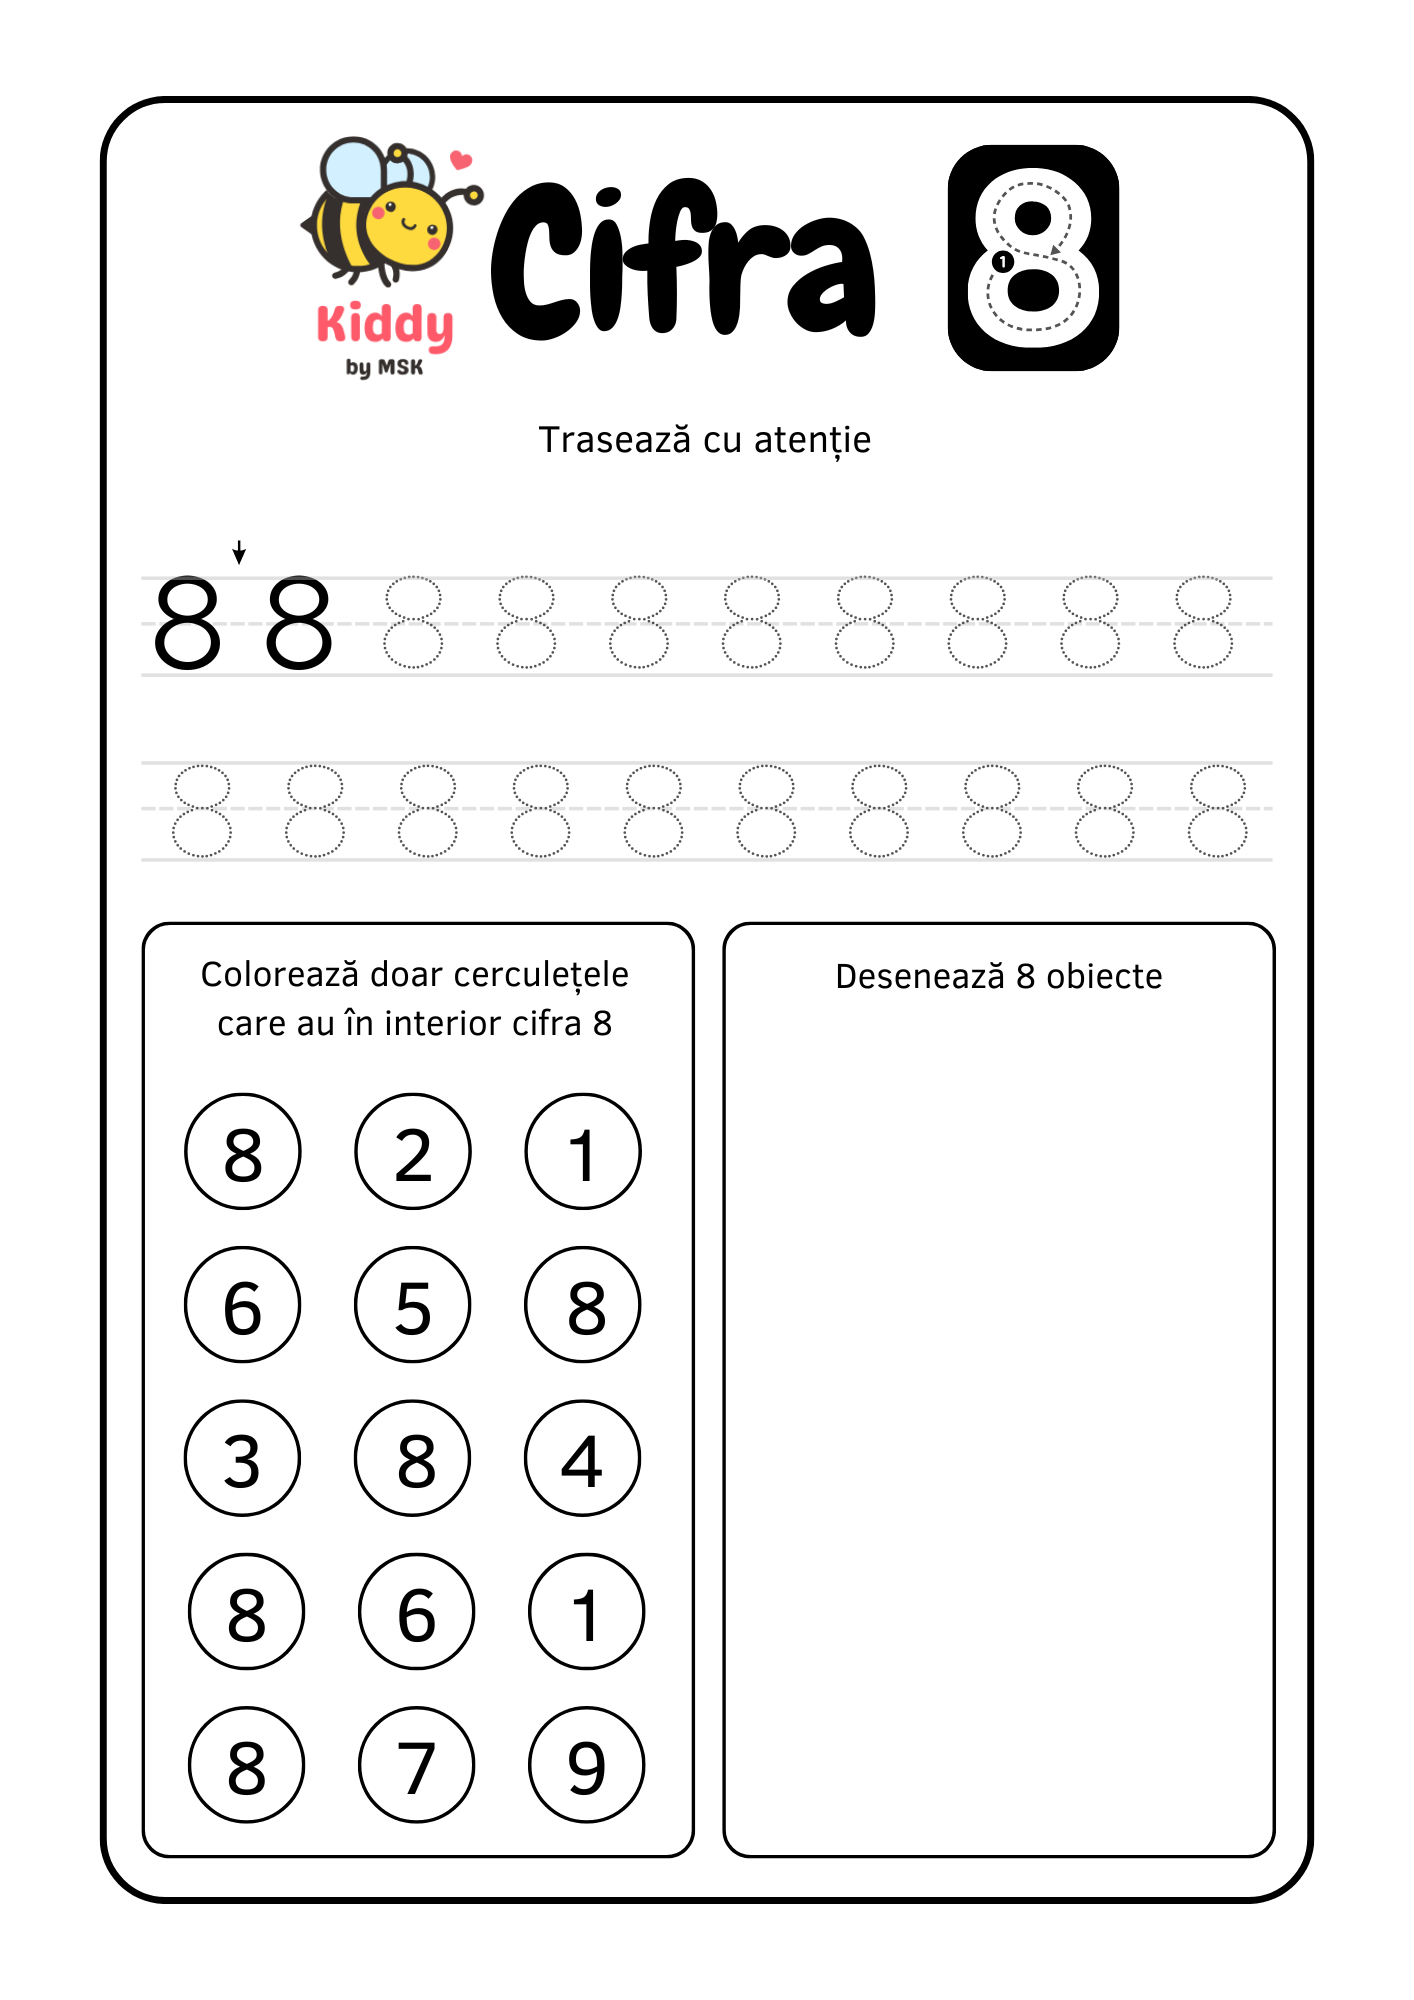 Cifra 8
1
Kiddy
by MSK
Trasează cu atenție
8 8 8 8 8 8 8 8 8 8
8 8 8 8 8 8 8 8 8 8
Colorează doar cerculețele
care au în interior cifra 8
8 2 1
6 5 8
3 8 4
8 6 1
8 7 9
Desenează 8 obiecte